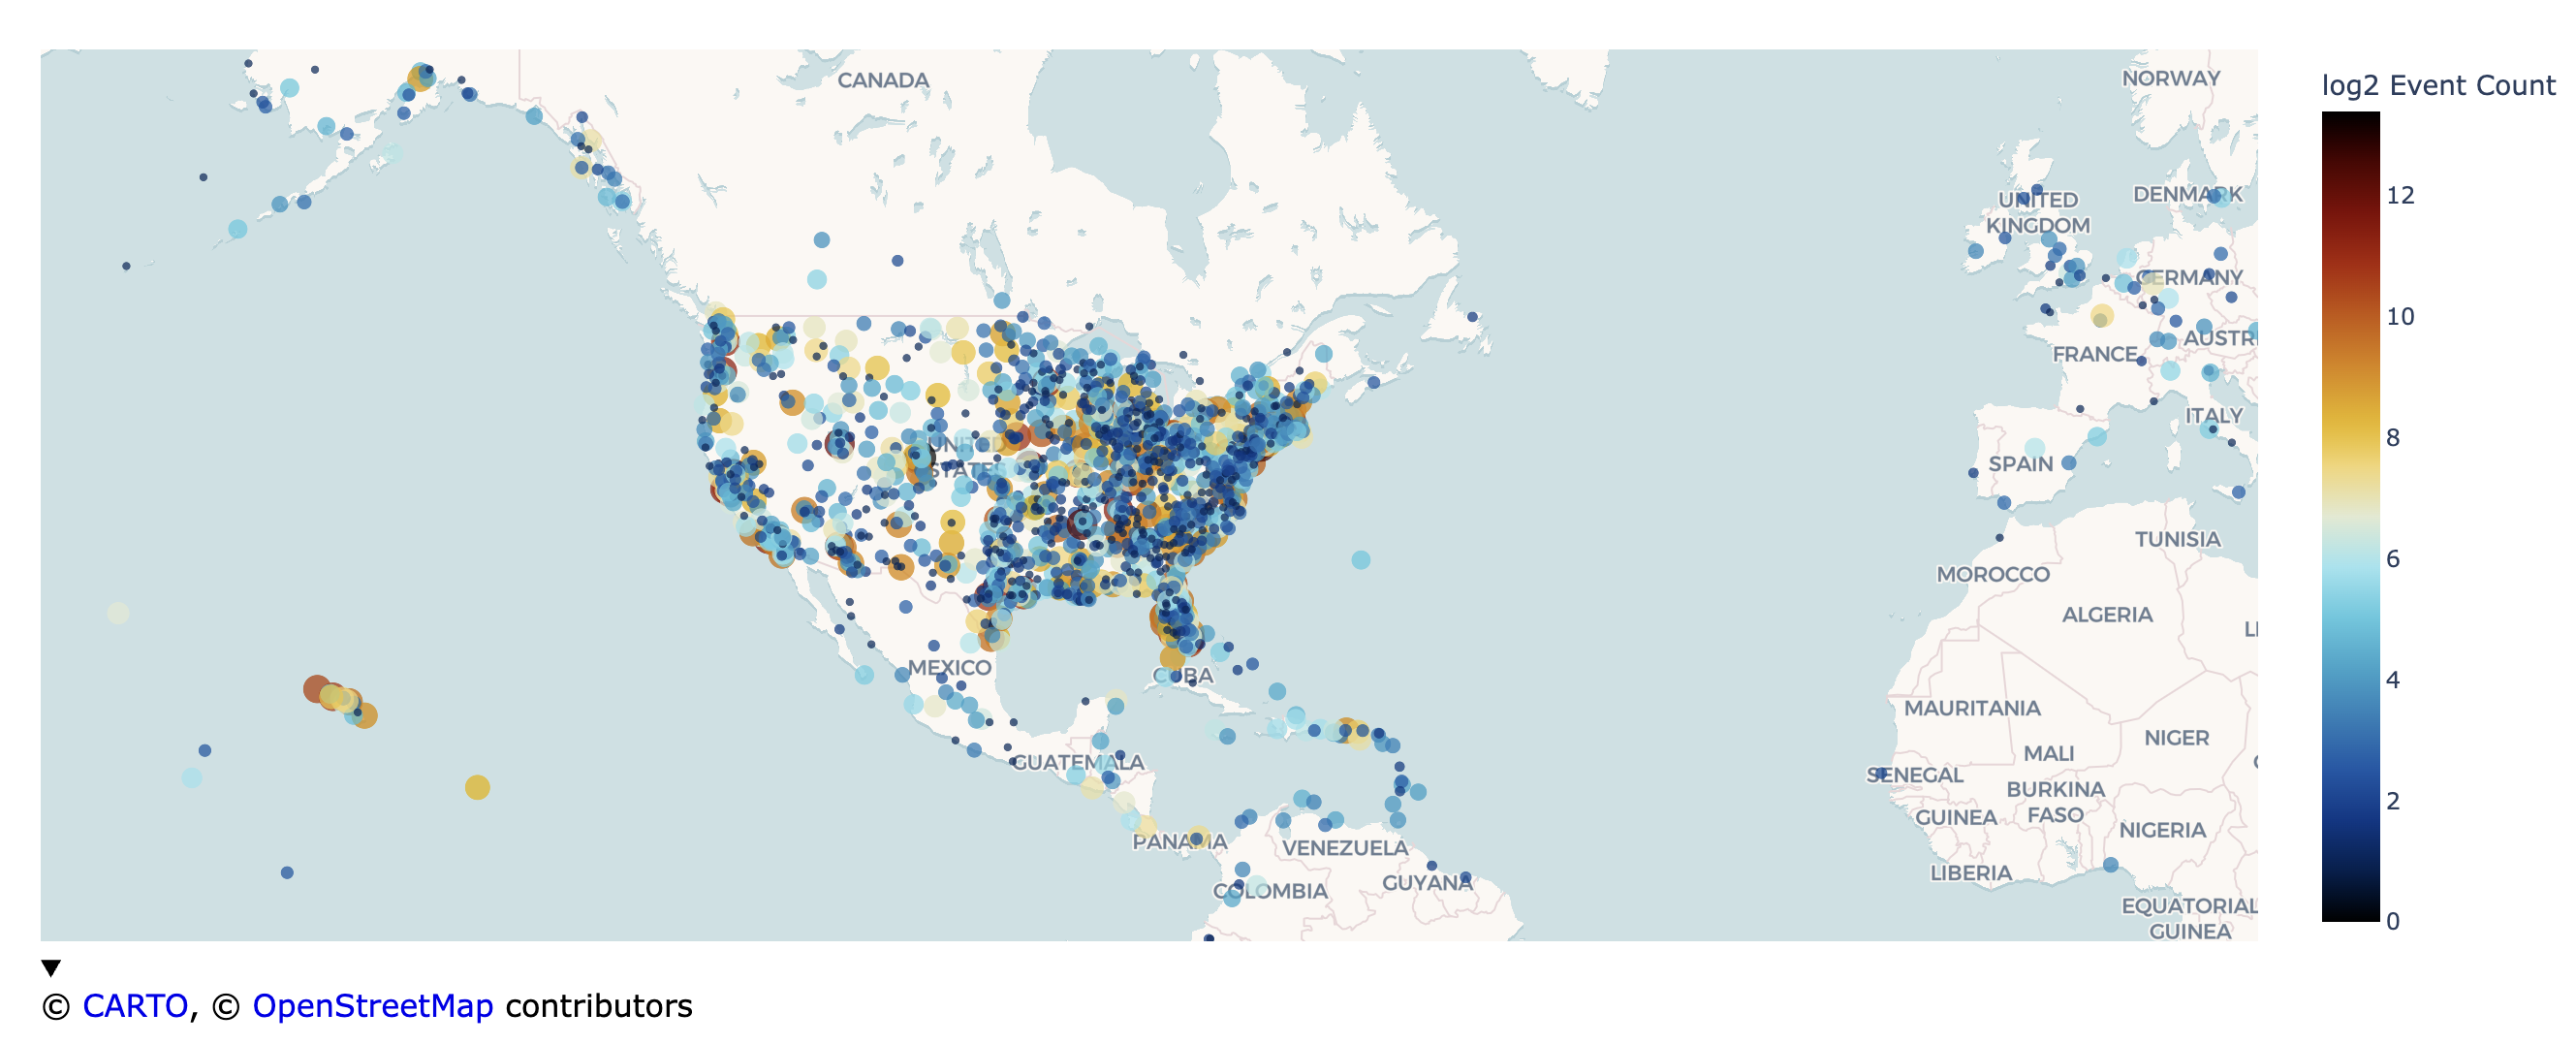 CANADA
NORWAY
log2 Event Count
UNITED
KINGDOM
DENMARK
12
GERMANY
10
AUSTRI
FRANCE
ITALY
8
UNITED
STATES
SPAIN
TUNISIA
6
MOROCCO
ALGERIA
LI
MEXICO
CUBA
4
MAURITANIA
NIGER
MALI
GUATEMALA
SENEGAL
BURKINA
FASO
2
GUINEA
NIGERIA
PANAMA
VENEZUELA
LIBERIA
GUYANA
COLOMBIA
EQUATORIAL
GUINEA
0
© CARTO, © OpenStreetMap contributors